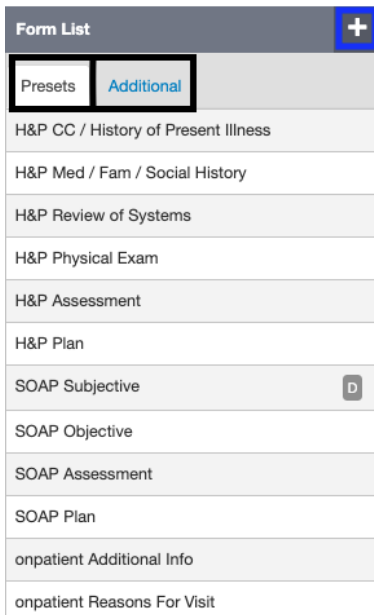 Form List +
Presets Additional
H&P CC / History of Present Illness
H&P Med / Fam / Social History
H&P Review of Systems
H&P Physical Exam
H&P Assessment
H&P Plan
SOAP Subjective D
SOAP Objective
SOAP Assessment
SOAP Plan
onpatient Additional Info
onpatient Reasons For Visit